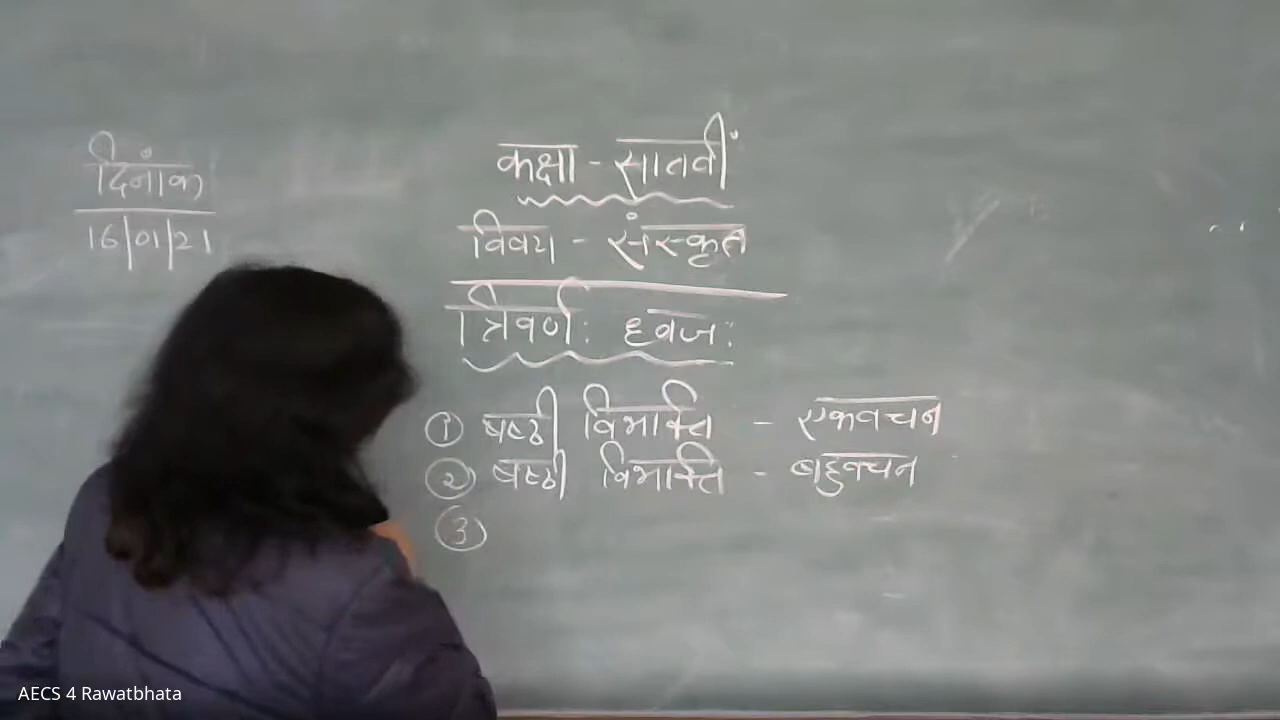 दिनांक
16/01/21
कक्षा - सातवीं
विषय - संस्कृत
त्रिवर्ण: ध्वज:
① षष्ठी विभक्ति - एकवचन
② षष्ठी विभक्ति - बहुवचन
③
AECS 4 Rawatbhata